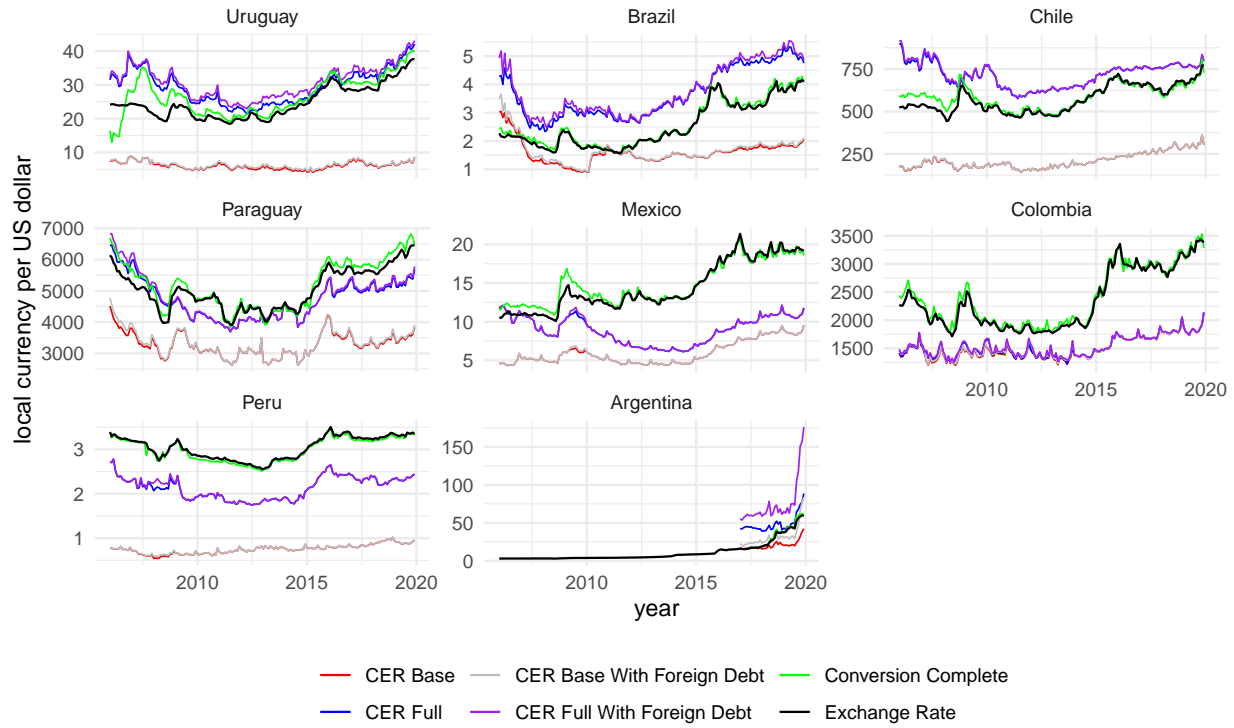 Uruguay
Brazil
Chile
40
30
20
10
5
4
3
2
1
750
500
250
Paraguay
Mexico
Colombia
7000
6000
5000
4000
3000
20
15
10
5
3500
3000
2500
2000
1500
2010
2015
2020
Peru
Argentina
3
2
1
150
100
50
0
2010
2015
2020
2010
2015
2020
local currency per US dollar
year
CER Base
CER Base With Foreign Debt
Conversion Complete
CER Full
CER Full With Foreign Debt
Exchange Rate